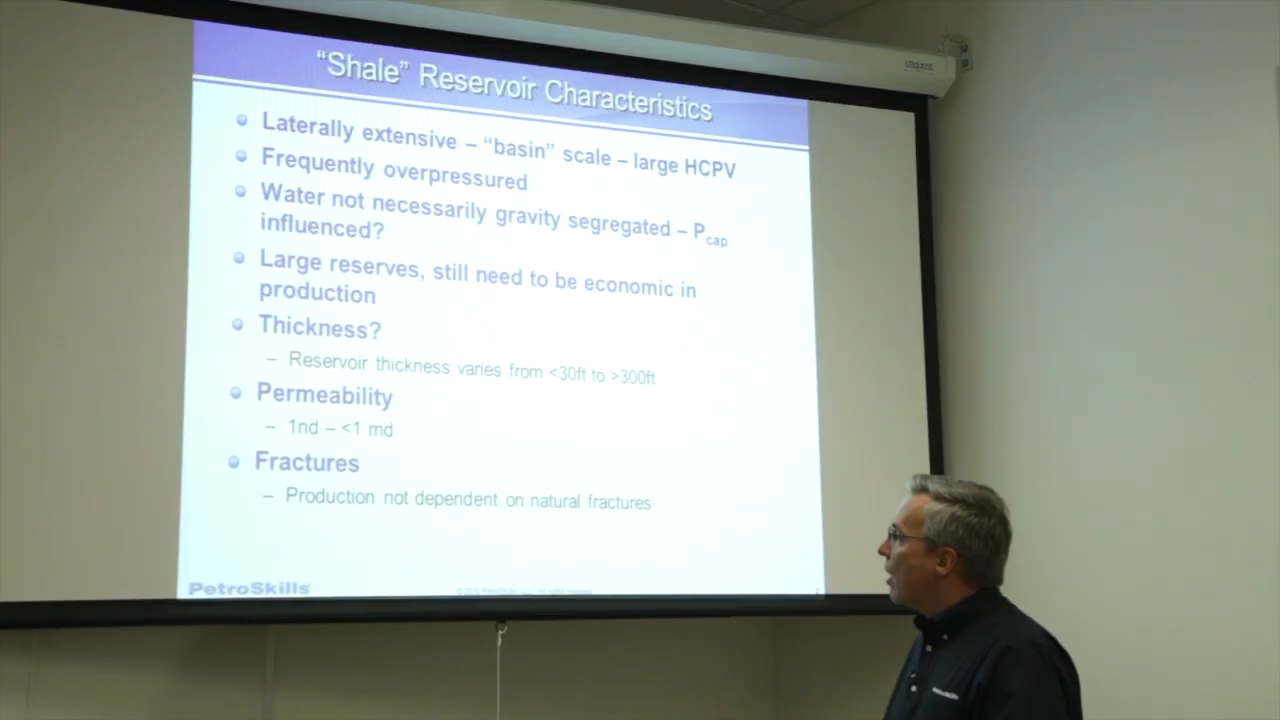 “Shale” Reservoir Characteristics
Laterally extensive – “basin” scale – large HCPV
Frequently overpressured
Water not necessarily gravity segregated – Pcap
influenced?
Large reserves, still need to be economic in
production
Thickness?
– Reservoir thickness varies from <30ft to >300ft
Permeability
– 1nd – <1 md
Fractures
– Production not dependent on natural fractures
PetroSkills
PetroSkills